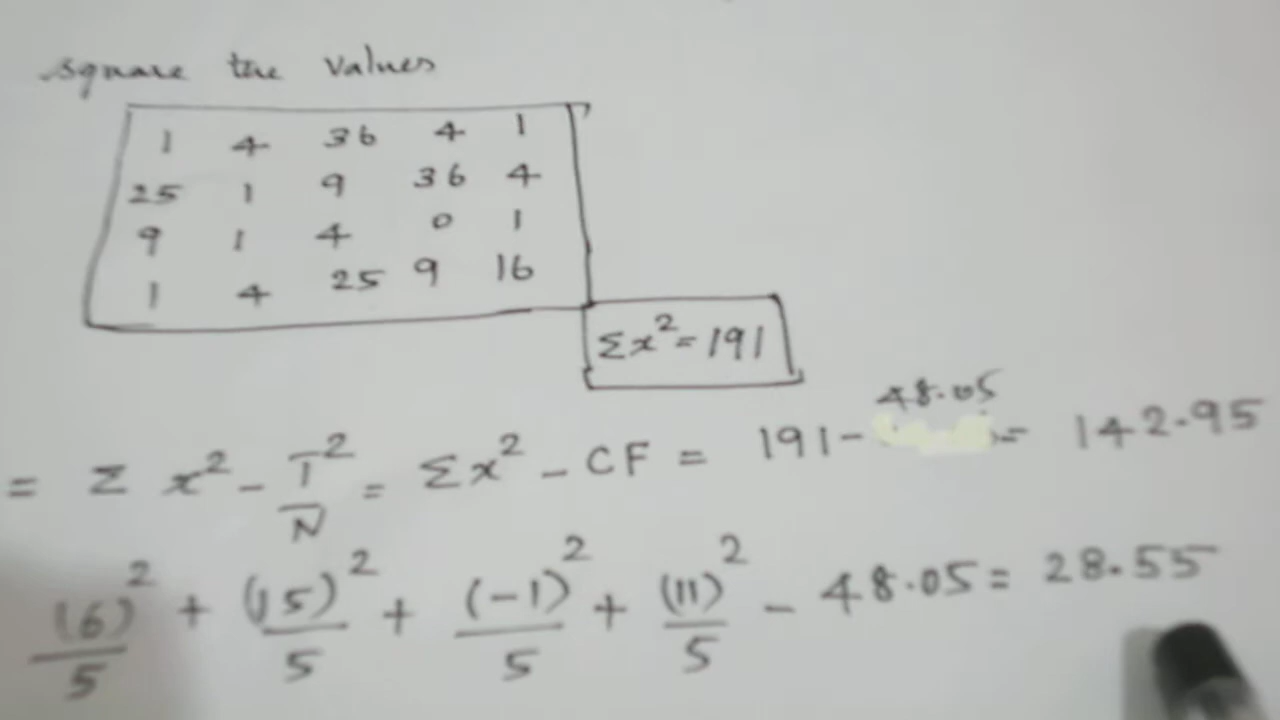 square the values
1 4 36 4 1
25 1 9 36 4
9 1 4 0 1
1 4 25 9 16
Σx²=191
= Σ x² - T²/N = Σx² - CF = 191 - 48.05 = 142.95
(6)²/5 + (15)²/5 + (-1)²/5 + (11)²/5 - 48.05 = 28.55